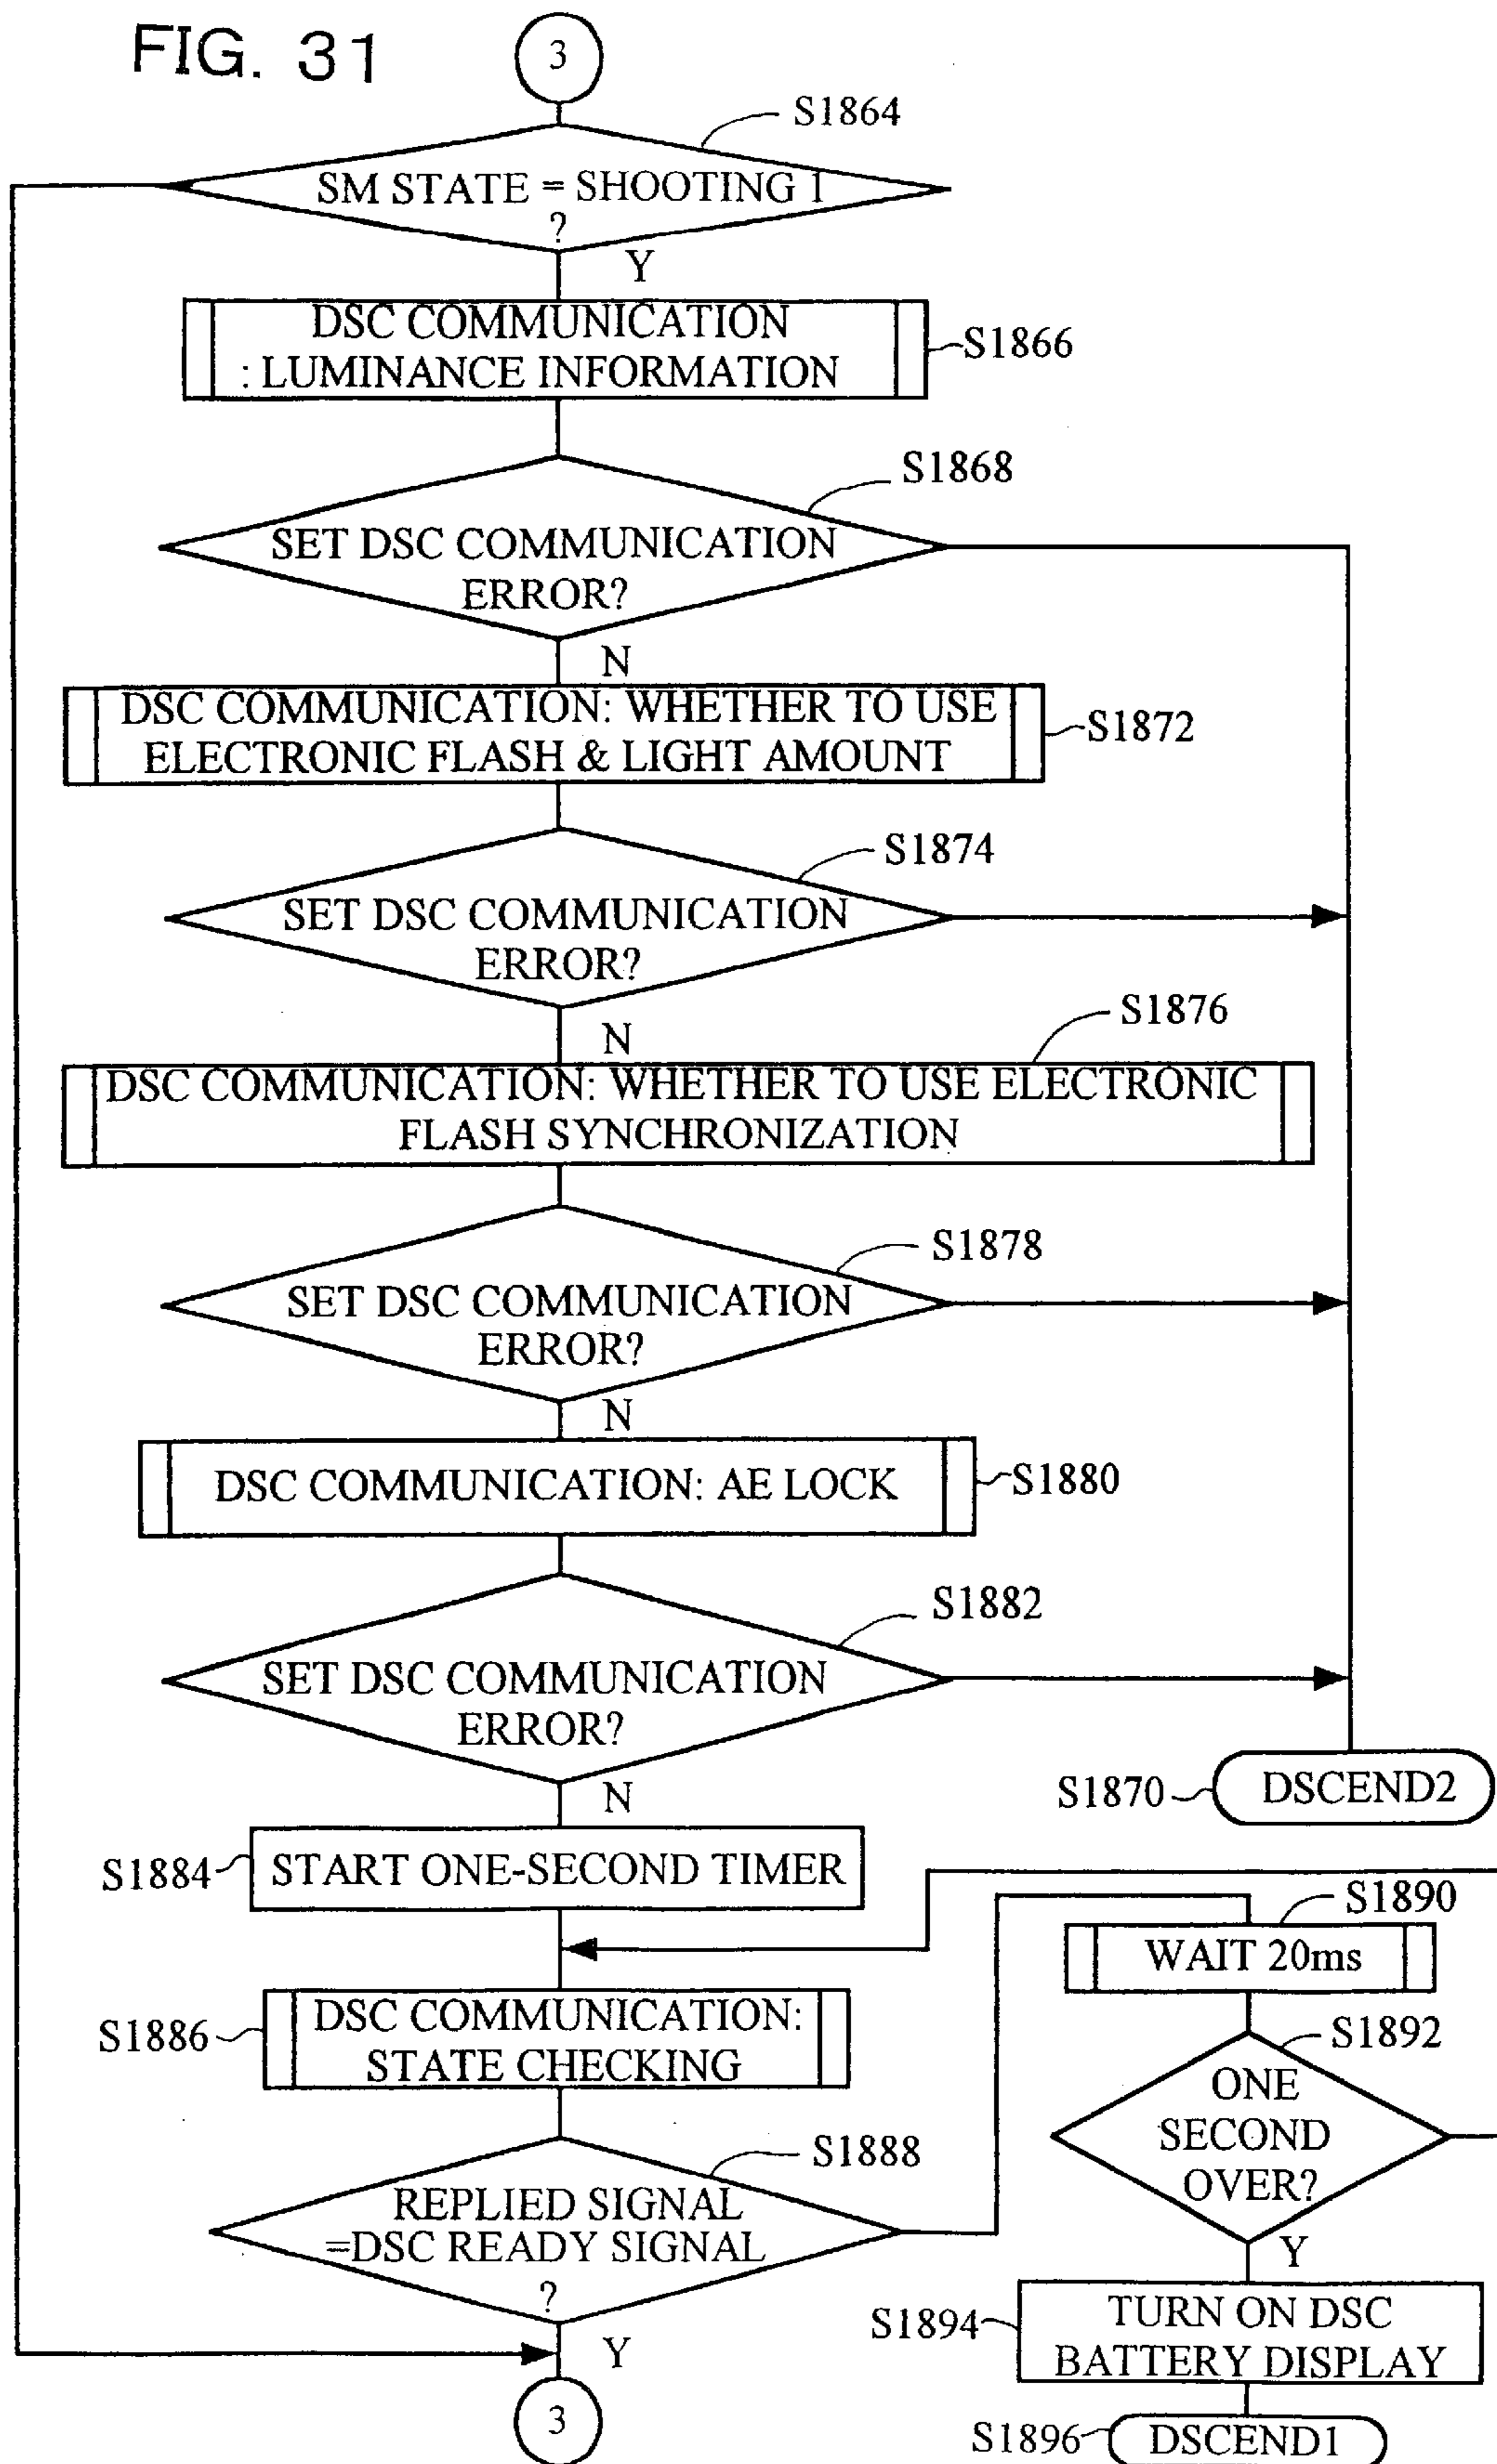 FIG. 31
3
S1864
SM STATE = SHOOTING 1
?
Y
DSC COMMUNICATION
: LUMINANCE INFORMATION
S1866
S1868
SET DSC COMMUNICATION
ERROR?
N
DSC COMMUNICATION: WHETHER TO USE
ELECTRONIC FLASH & LIGHT AMOUNT
S1872
S1874
SET DSC COMMUNICATION
ERROR?
N
S1876
DSC COMMUNICATION: WHETHER TO USE ELECTRONIC
FLASH SYNCHRONIZATION
S1878
SET DSC COMMUNICATION
ERROR?
N
DSC COMMUNICATION: AE LOCK
S1880
S1882
SET DSC COMMUNICATION
ERROR?
N
S1870
DSCEND2
S1884
START ONE-SECOND TIMER
S1890
WAIT 20ms
S1886
DSC COMMUNICATION:
STATE CHECKING
S1892
ONE
SECOND
OVER?
Y
S1888
REPLIED SIGNAL
=DSC READY SIGNAL
?
Y
S1894
TURN ON DSC
BATTERY DISPLAY
3
S1896
DSCEND1